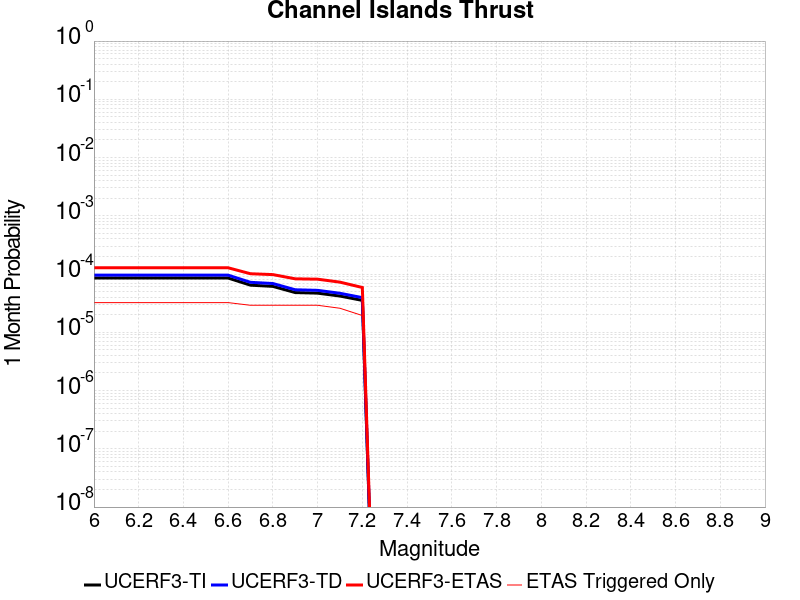 Channel Islands Thrust
10^0
10^-1
10^-2
10^-3
10^-4
10^-5
10^-6
10^-7
10^-8
1 Month Probability
6 6.2 6.4 6.6 6.8 7 7.2 7.4 7.6 7.8 8 8.2 8.4 8.6 8.8 9
Magnitude
UCERF3-TI UCERF3-TD UCERF3-ETAS ETAS Triggered Only